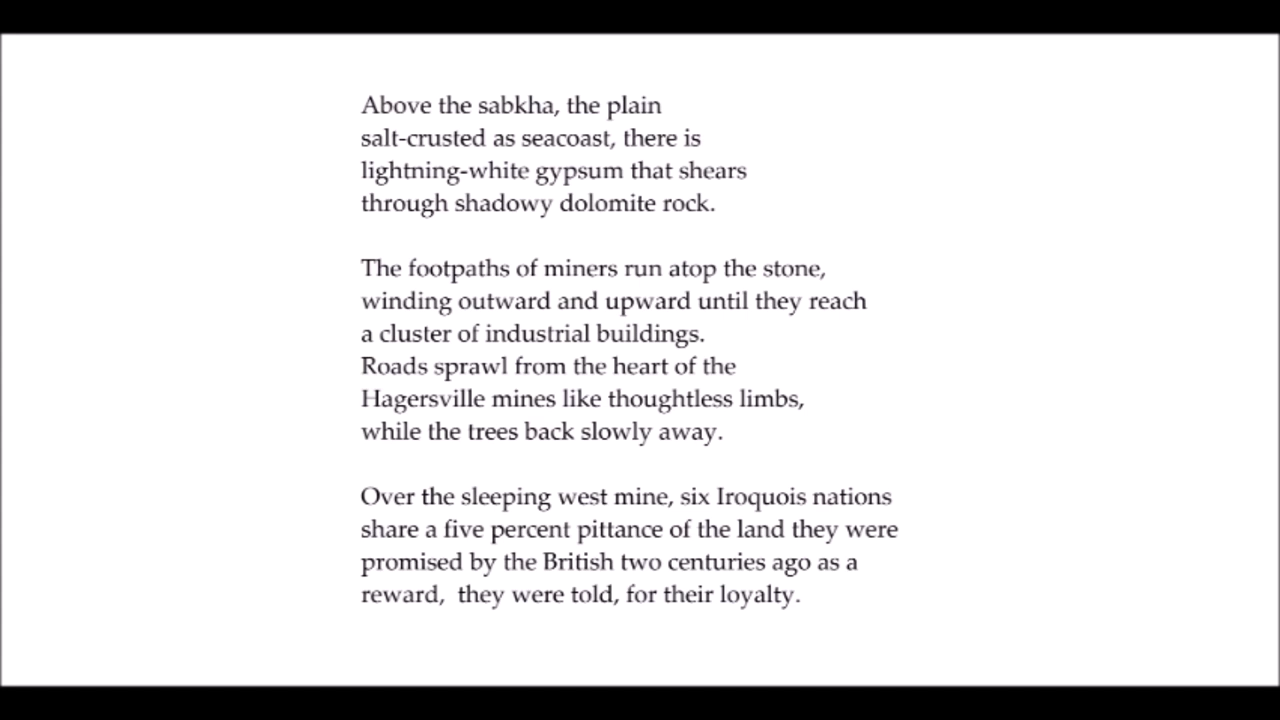 Above the sabkha, the plain
salt-crusted as seacoast, there is
lightning-white gypsum that shears
through shadowy dolomite rock.
The footpaths of miners run atop the stone,
winding outward and upward until they reach
a cluster of industrial buildings.
Roads sprawl from the heart of the
Hagersville mines like thoughtless limbs,
while the trees back slowly away.
Over the sleeping west mine, six Iroquois nations
share a five percent pittance of the land they were
promised by the British two centuries ago as a
reward,  they were told, for their loyalty.